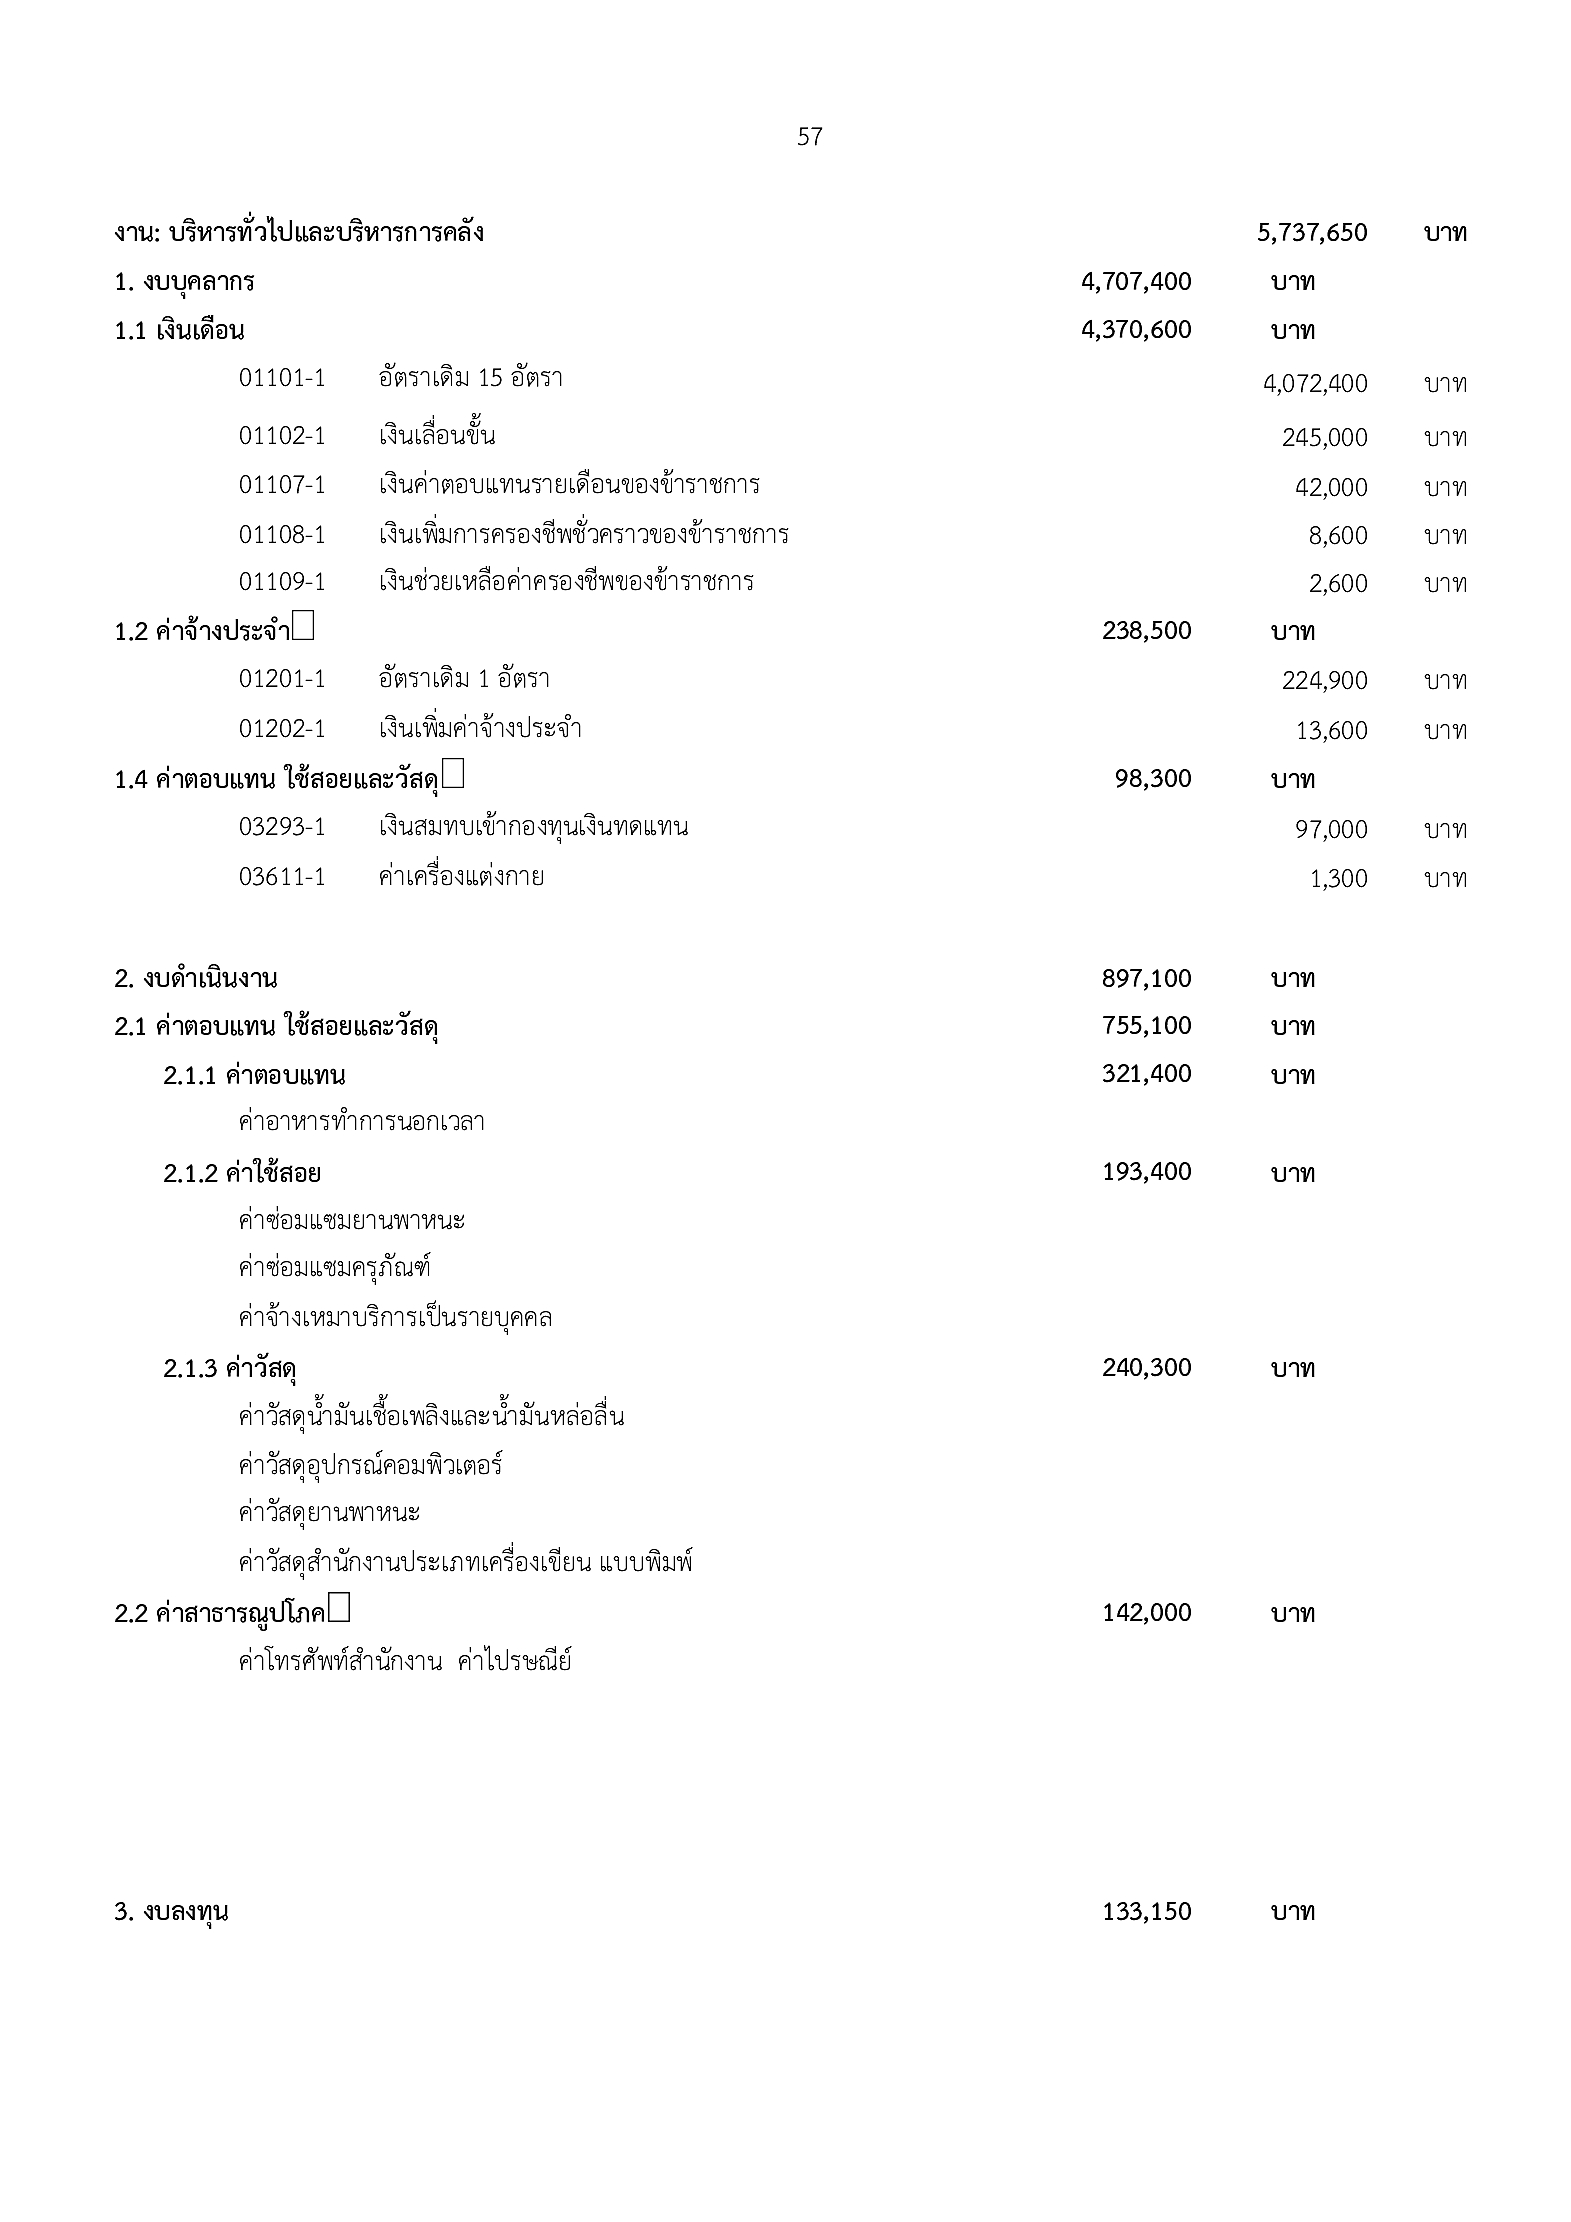 57
งาน: บริหารทั่วไปและบริหารการคลัง 5,737,650 บาท
1. งบบุคลากร 4,707,400 บาท
1.1 เงินเดือน 4,370,600 บาท
01101-1 อัตราเดิม 15 อัตรา 4,072,400 บาท
01102-1 เงินเลื่อนขั้น 245,000 บาท
01107-1 เงินค่าตอบแทนรายเดือนของข้าราชการ 42,000 บาท
01108-1 เงินเพิ่มการครองชีพชั่วคราวของข้าราชการ 8,600 บาท
01109-1 เงินช่วยเหลือค่าครองชีพของข้าราชการ 2,600 บาท
1.2 ค่าจ้างประจำ 238,500 บาท
01201-1 อัตราเดิม 1 อัตรา 224,900 บาท
01202-1 เงินเพิ่มค่าจ้างประจำ 13,600 บาท
1.4 ค่าตอบแทน ใช้สอยและวัสดุ 98,300 บาท
03293-1 เงินสมทบเข้ากองทุนเงินทดแทน 97,000 บาท
03611-1 ค่าเครื่องแต่งกาย 1,300 บาท
2. งบดำเนินงาน 897,100 บาท
2.1 ค่าตอบแทน ใช้สอยและวัสดุ 755,100 บาท
2.1.1 ค่าตอบแทน 321,400 บาท
ค่าอาหารทำการนอกเวลา
2.1.2 ค่าใช้สอย 193,400 บาท
ค่าซ่อมแซมยานพาหนะ
ค่าซ่อมแซมครุภัณฑ์
ค่าจ้างเหมาบริการเป็นรายบุคคล
2.1.3 ค่าวัสดุ 240,300 บาท
ค่าวัสดุน้ำมันเชื้อเพลิงและน้ำมันหล่อลื่น
ค่าวัสดุอุปกรณ์คอมพิวเตอร์
ค่าวัสดุยานพาหนะ
ค่าวัสดุสำนักงานประเภทเครื่องเขียน แบบพิมพ์
2.2 ค่าสาธารณูปโภค 142,000 บาท
ค่าโทรศัพท์สำนักงาน ค่าไปรษณีย์
3. งบลงทุน 133,150 บาท